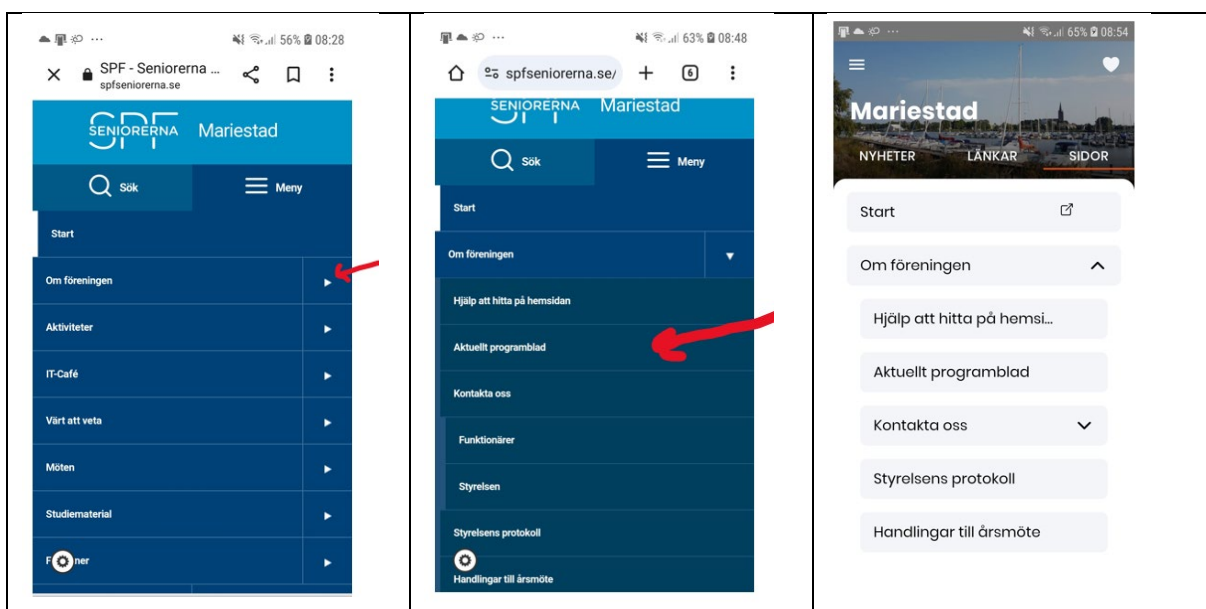 56% 08:28
SPF - Seniorerna ...
spfseniorerna.se
SPF
SENIORERNA
Mariestad
Sök
Meny
Start
Om föreningen
Aktiviteter
IT-Café
Värt att veta
Möten
Studiematerial
63% 08:48
spfseniorerna.se/
6
SENIORERNA
Mariestad
Sök
Meny
Start
Om föreningen
Hjälp att hitta på hemsidan
Aktuellt programblad
Kontakta oss
Funktionärer
Styrelsen
Styrelsens protokoll
Handlingar till årsmöte
65% 08:54
Mariestad
NYHETER LÄNKAR SIDOR
Start
Om föreningen
Hjälp att hitta på hemsi...
Aktuellt programblad
Kontakta oss
Styrelsens protokoll
Handlingar till årsmöte